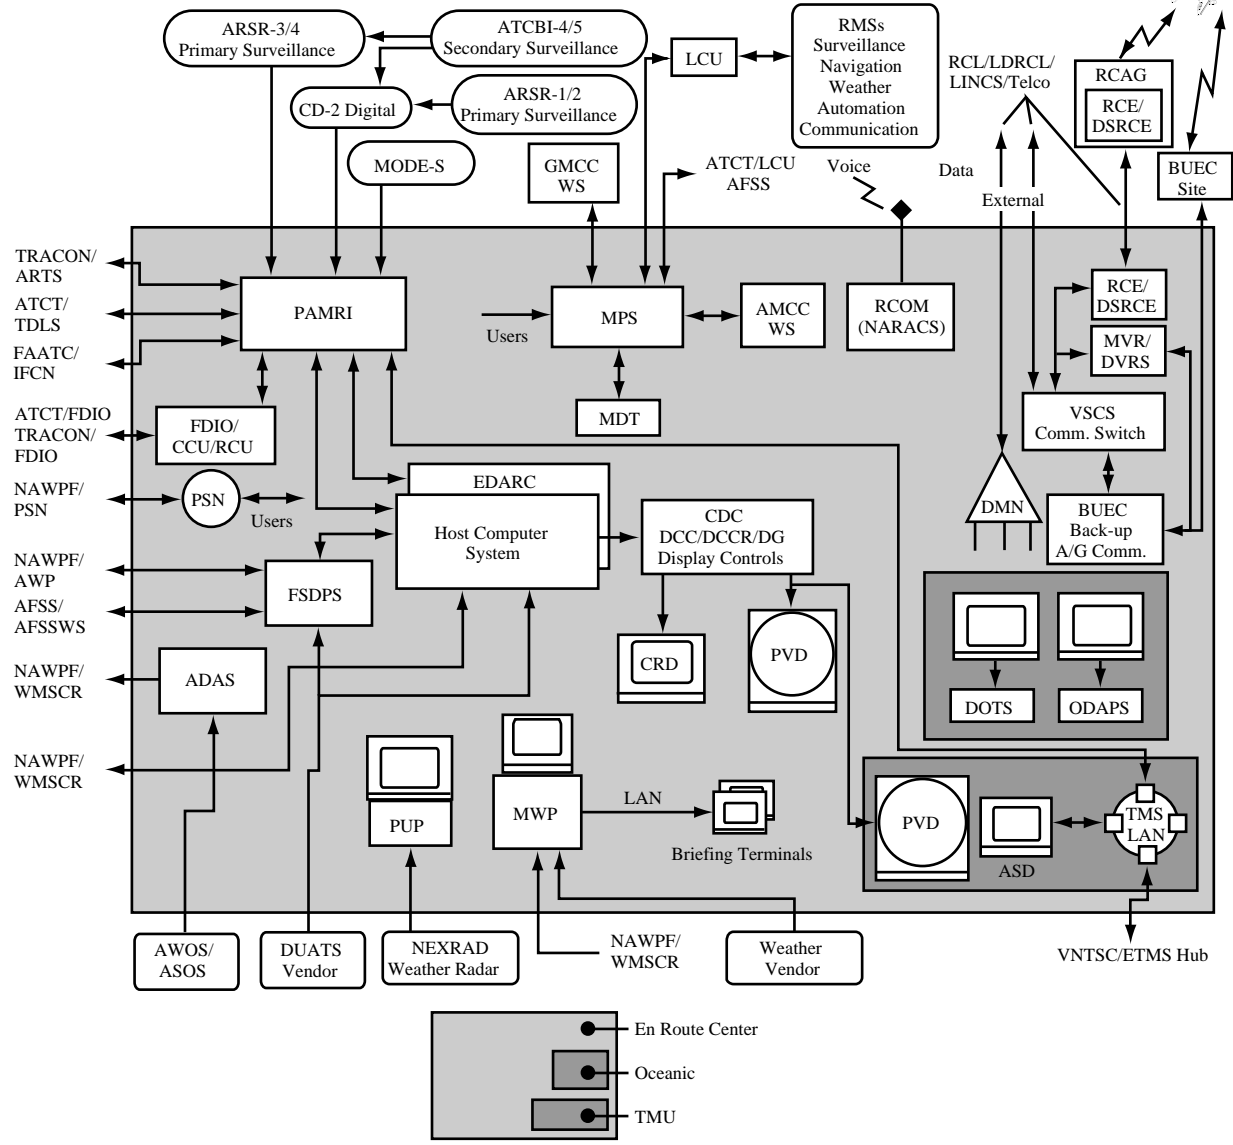 ARSR-3/4
Primary Surveillance
ATCBI-4/5
Secondary Surveillance
CD-2 Digital
ARSR-1/2
Primary Surveillance
MODE-S
LCU
RMSs
Surveillance
Navigation
Weather
Automation
Communication
RCL/LDRCL/
LINCS/Telco
RCAG
RCE/
DSRCE
BUEC
Site
GMCC
WS
ATCT/LCU
AFSS
Voice
Data
External
TRACON/
ARTS
ATCT/
TDLS
FAATC/
IFCN
ATCT/FDIO
TRACON/
FDIO
NAWPF/
PSN
NAWPF/
AWP
AFSS/
AFSSWS
NAWPF/
WMSCR
NAWPF/
WMSCR
PAMRI
Users
MPS
AMCC
WS
RCOM
(NARACS)
RCE/
DSRCE
MVR/
DVRS
MDT
VSCS
Comm. Switch
FDIO/
CCU/RCU
PSN
Users
EDARC
Host Computer
System
CDC
DCC/DCCR/DG
Display Controls
DMN
BUEC
Back-up
A/G Comm.
FSDPS
ADAS
CRD
PVD
DOTS
ODAPS
PUP
MWP
LAN
Briefing Terminals
PVD
ASD
TMS
LAN
AWOS/
ASOS
DUATS
Vendor
NEXRAD
Weather Radar
NAWPF/
WMSCR
Weather
Vendor
VNTSC/ETMS Hub
En Route Center
Oceanic
TMU